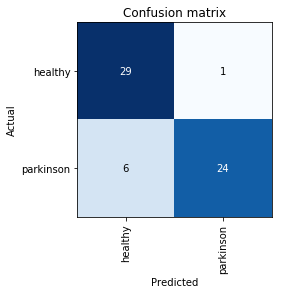 Confusion matrix
Actual
healthy
29
1
parkinson
6
24
healthy
parkinson
Predicted